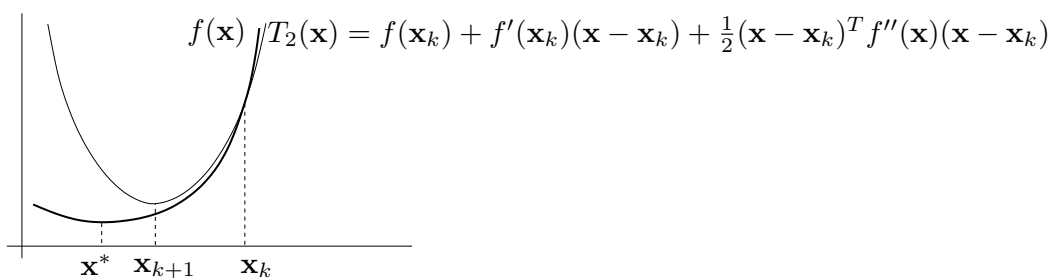 f(𝐱) T₂(𝐱) = f(𝐱ₖ) + f′(𝐱ₖ)(𝐱 − 𝐱ₖ) + ½(𝐱 − 𝐱ₖ)ᵀ f″(𝐱)(𝐱 − 𝐱ₖ)
𝐱* 𝐱ₖ₊₁ 𝐱ₖ